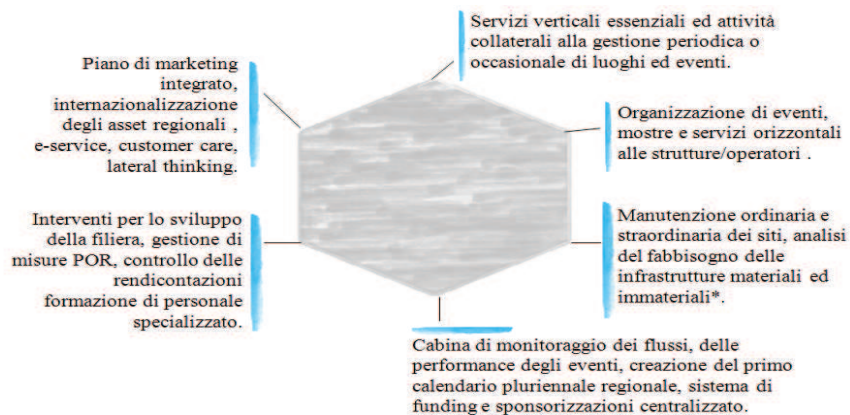 Servizi verticali essenziali ed attività
collaterali alla gestione periodica o
occasionale di luoghi ed eventi.
Piano di marketing
integrato,
internazionalizzazione
degli asset regionali ,
e-service, customer care,
lateral thinking.
Organizzazione di eventi,
mostre e servizi orizzontali
alle strutture/operatori .
Interventi per lo sviluppo
della filiera, gestione di
misure POR, controllo delle
rendicontazioni
formazione di personale
specializzato.
Manutenzione ordinaria e
straordinaria dei siti, analisi
del fabbisogno delle
infrastrutture materiali ed
immateriali*.
Cabina di monitoraggio dei flussi, delle
performance degli eventi, creazione del primo
calendario pluriennale regionale, sistema di
funding e sponsorizzazioni centralizzato.